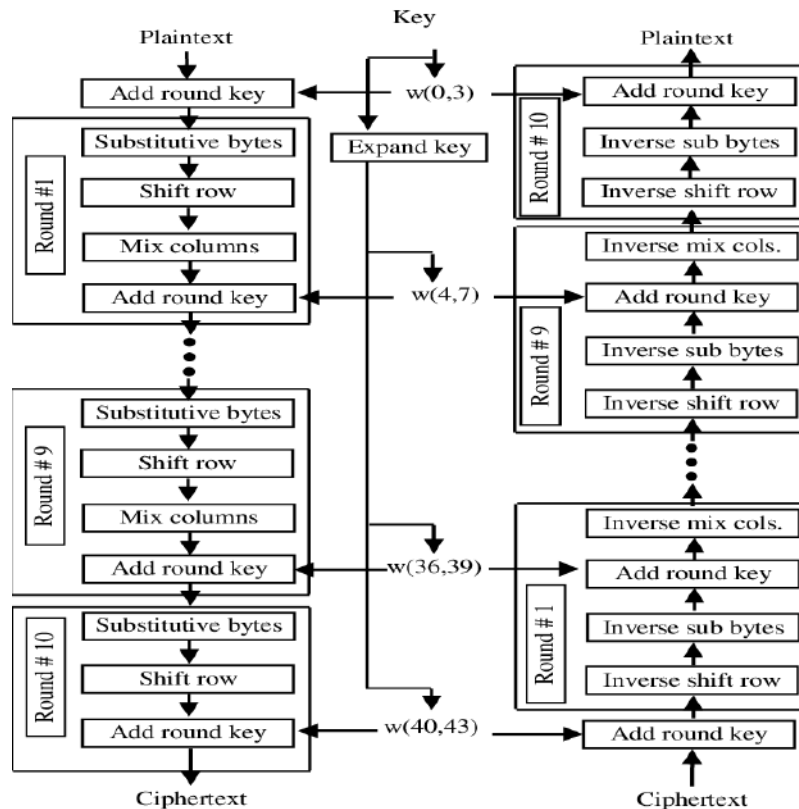 Key
Plaintext
Add round key
Round #1
Substitutive bytes
Shift row
Mix columns
Add round key
Round # 9
Substitutive bytes
Shift row
Mix columns
Add round key
Round # 10
Substitutive bytes
Shift row
Add round key
Ciphertext
w(0,3)
Expand key
w(4,7)
w(36,39)
w(40,43)
Plaintext
Add round key
Round # 10
Inverse sub bytes
Inverse shift row
Inverse mix cols.
Add round key
Round # 9
Inverse sub bytes
Inverse shift row
Inverse mix cols.
Add round key
Round # 1
Inverse sub bytes
Inverse shift row
Add round key
Ciphertext